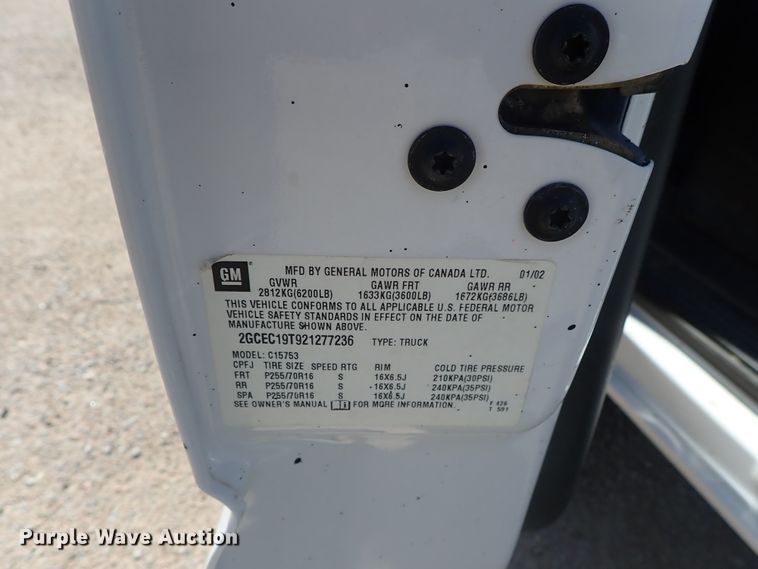 GM
MFD BY GENERAL MOTORS OF CANADA LTD. 01/02
GVWR GAWR FRT GAWR RR
2812KG(6200LB) 1633KG(3600LB) 1672KG(3686LB)
THIS VEHICLE CONFORMS TO ALL APPLICABLE U.S. FEDERAL MOTOR
VEHICLE SAFETY STANDARDS IN EFFECT ON THE DATE OF
MANUFACTURE SHOWN ABOVE.
2GCEC19T921277236 TYPE: TRUCK
MODEL: C15753
CPFJ TIRE SIZE SPEED RTG RIM COLD TIRE PRESSURE
FRT P255/70R16 S 16X6.5J 210KPA(30PSI)
RR P255/70R16 S 16X6.5J 240KPA(35PSI)
SPA P255/70R16 S 16X6.5J 240KPA(35PSI)
SEE OWNER'S MANUAL FOR MORE INFORMATION. F 426
T 591
Purple Wave Auction
PurpleWave.com